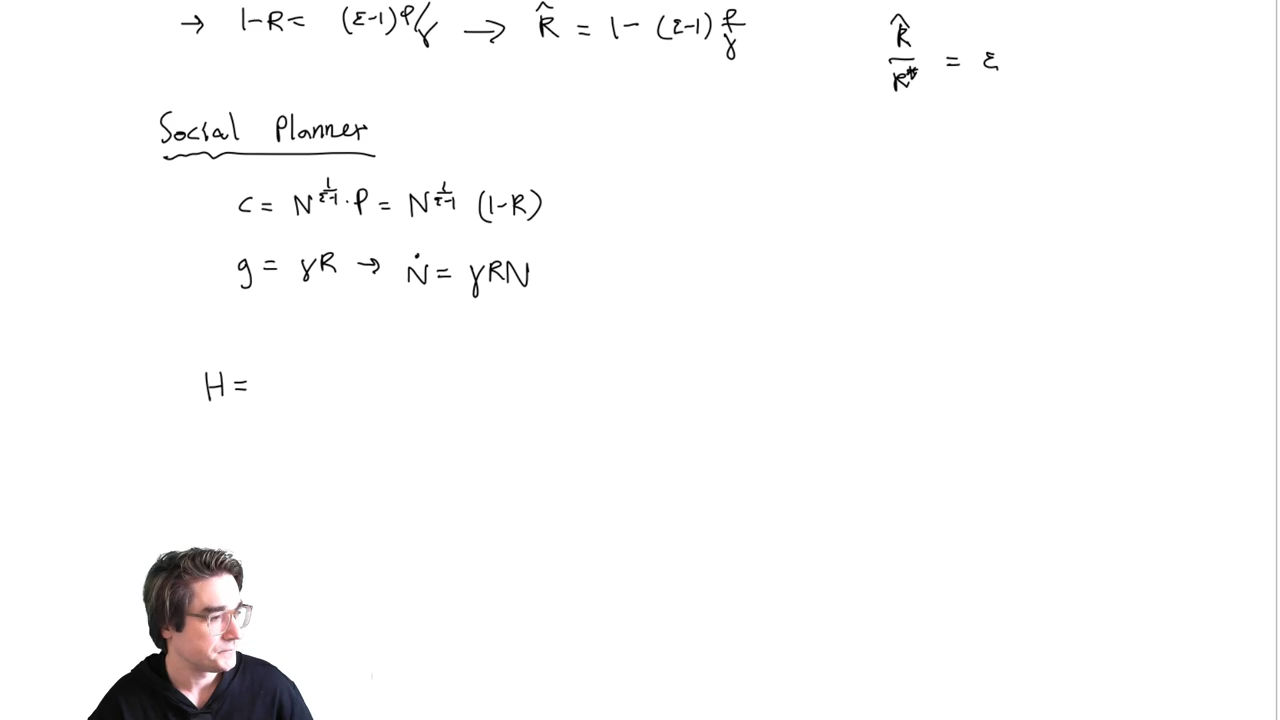 → 1-R = (ε-1)ρ/γ → R̂ = 1 - (ε-1) ρ/γ
R̂/R* = ε
Social Planner
c = N^{1/(ε-1)} · P = N^{1/(ε-1)} (1-R)
g = γR → Ṅ = γRN
H =